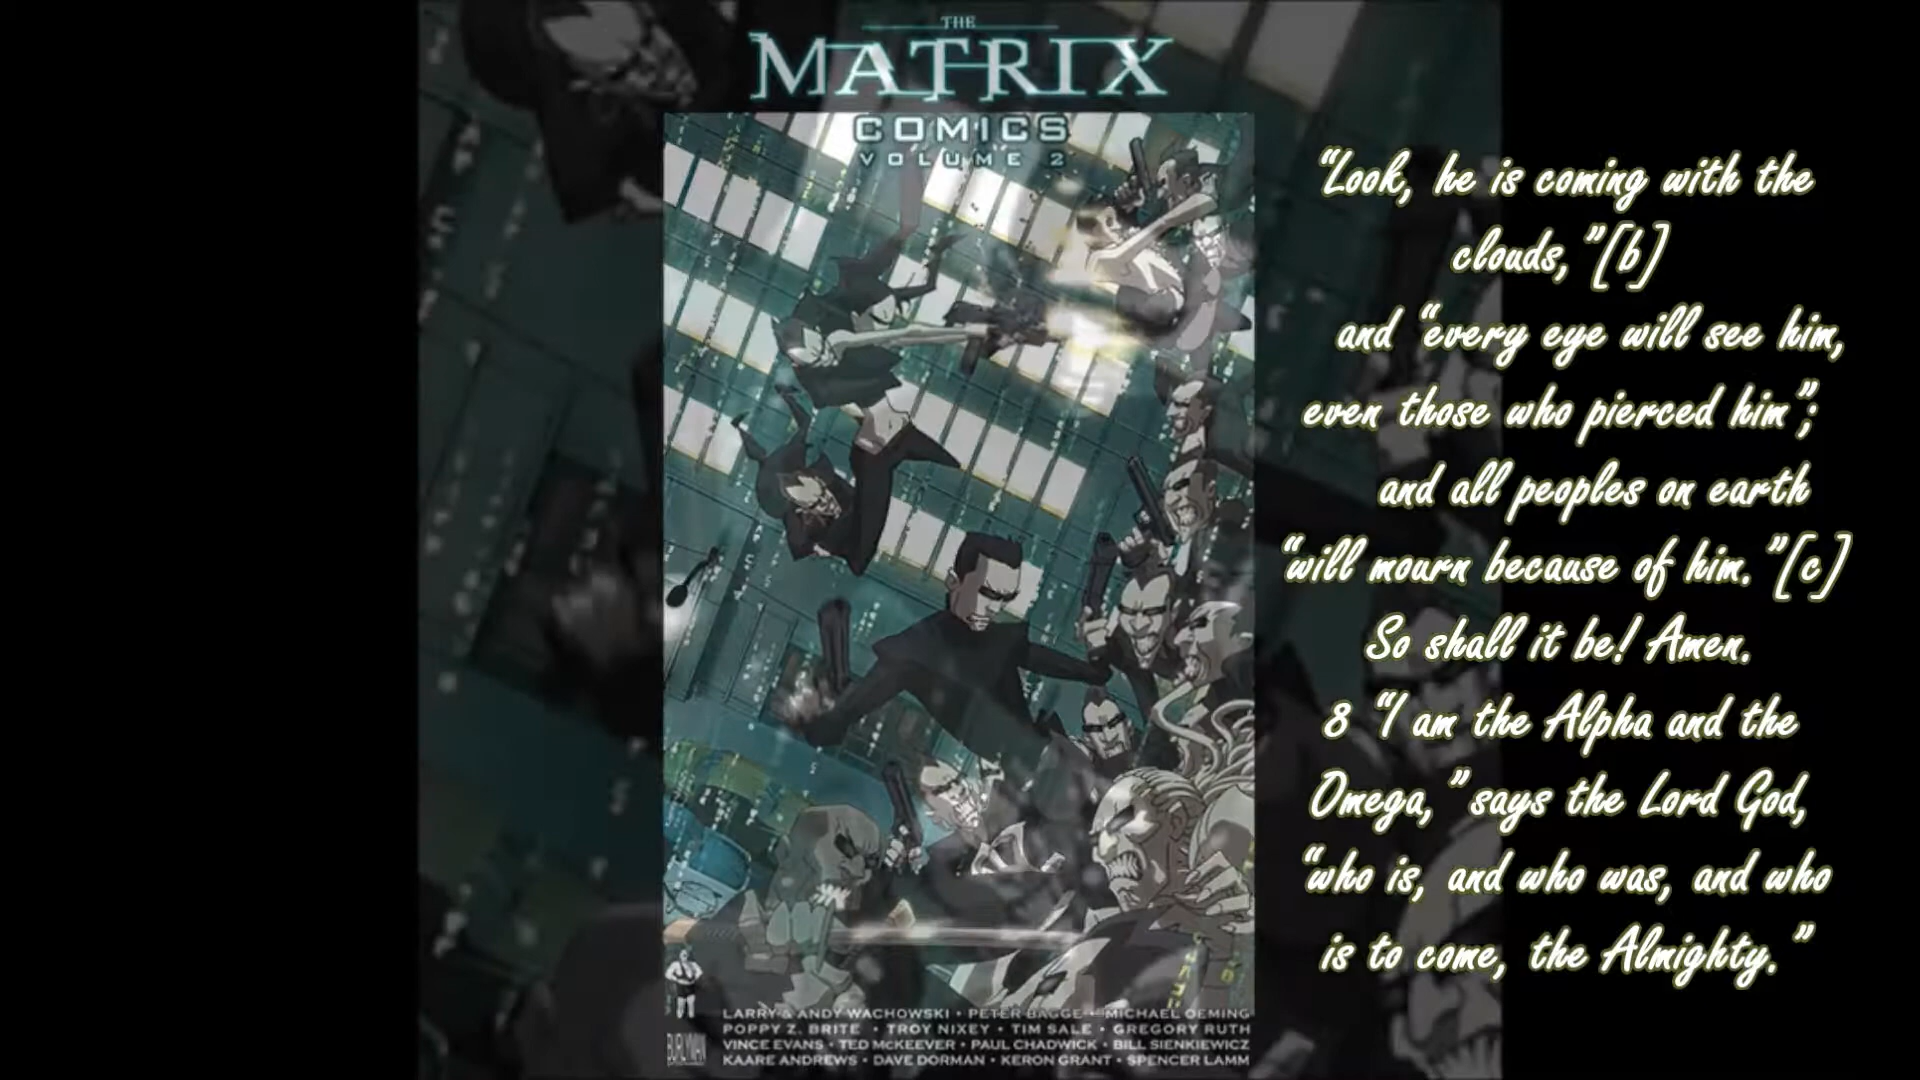 THE
MATRIX
COMICS
VOLUME 2
“Look, he is coming with the
clouds,”[b]
and “every eye will see him,
even those who pierced him”;
and all peoples on earth
“will mourn because of him.”[c]
So shall it be! Amen.
8 “I am the Alpha and the
Omega,” says the Lord God,
“who is, and who was, and who
is to come, the Almighty.”
LARRY & ANDY WACHOWSKI • PETER BAGGE • MICHAEL OEMING
POPPY Z. BRITE • TROY NIXEY • TIM SALE • GREGORY RUTH
VINCE EVANS • TED McKEEVER • PAUL CHADWICK • BILL SIENKIEWICZ
KAARE ANDREWS • DAVE DORMAN • KERON GRANT • SPENCER LAMM
BURLYMAN